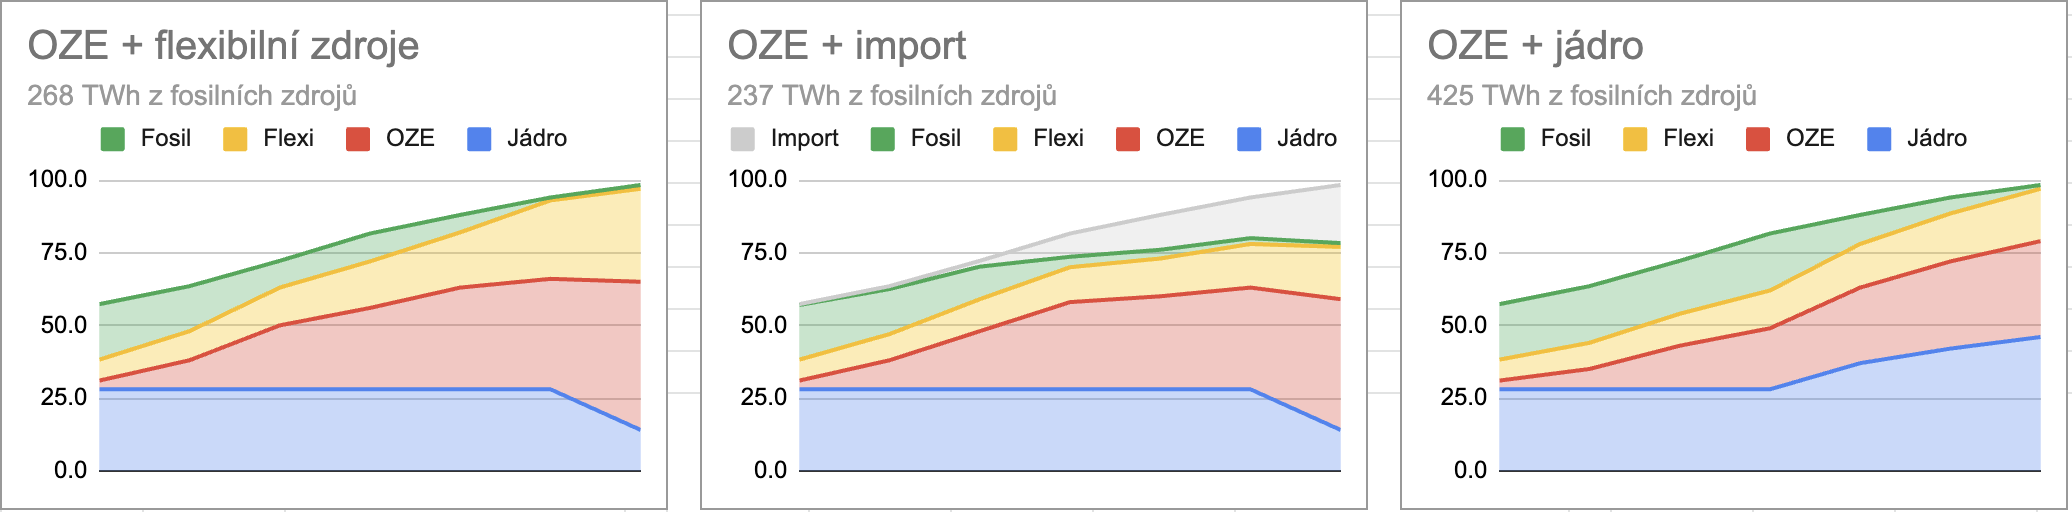 OZE + flexibilní zdroje
268 TWh z fosilních zdrojů
Fosil Flexi OZE Jádro
100.0
75.0
50.0
25.0
0.0
OZE + import
237 TWh z fosilních zdrojů
Import Fosil Flexi OZE Jádro
100.0
75.0
50.0
25.0
0.0
OZE + jádro
425 TWh z fosilních zdrojů
Fosil Flexi OZE Jádro
100.0
75.0
50.0
25.0
0.0